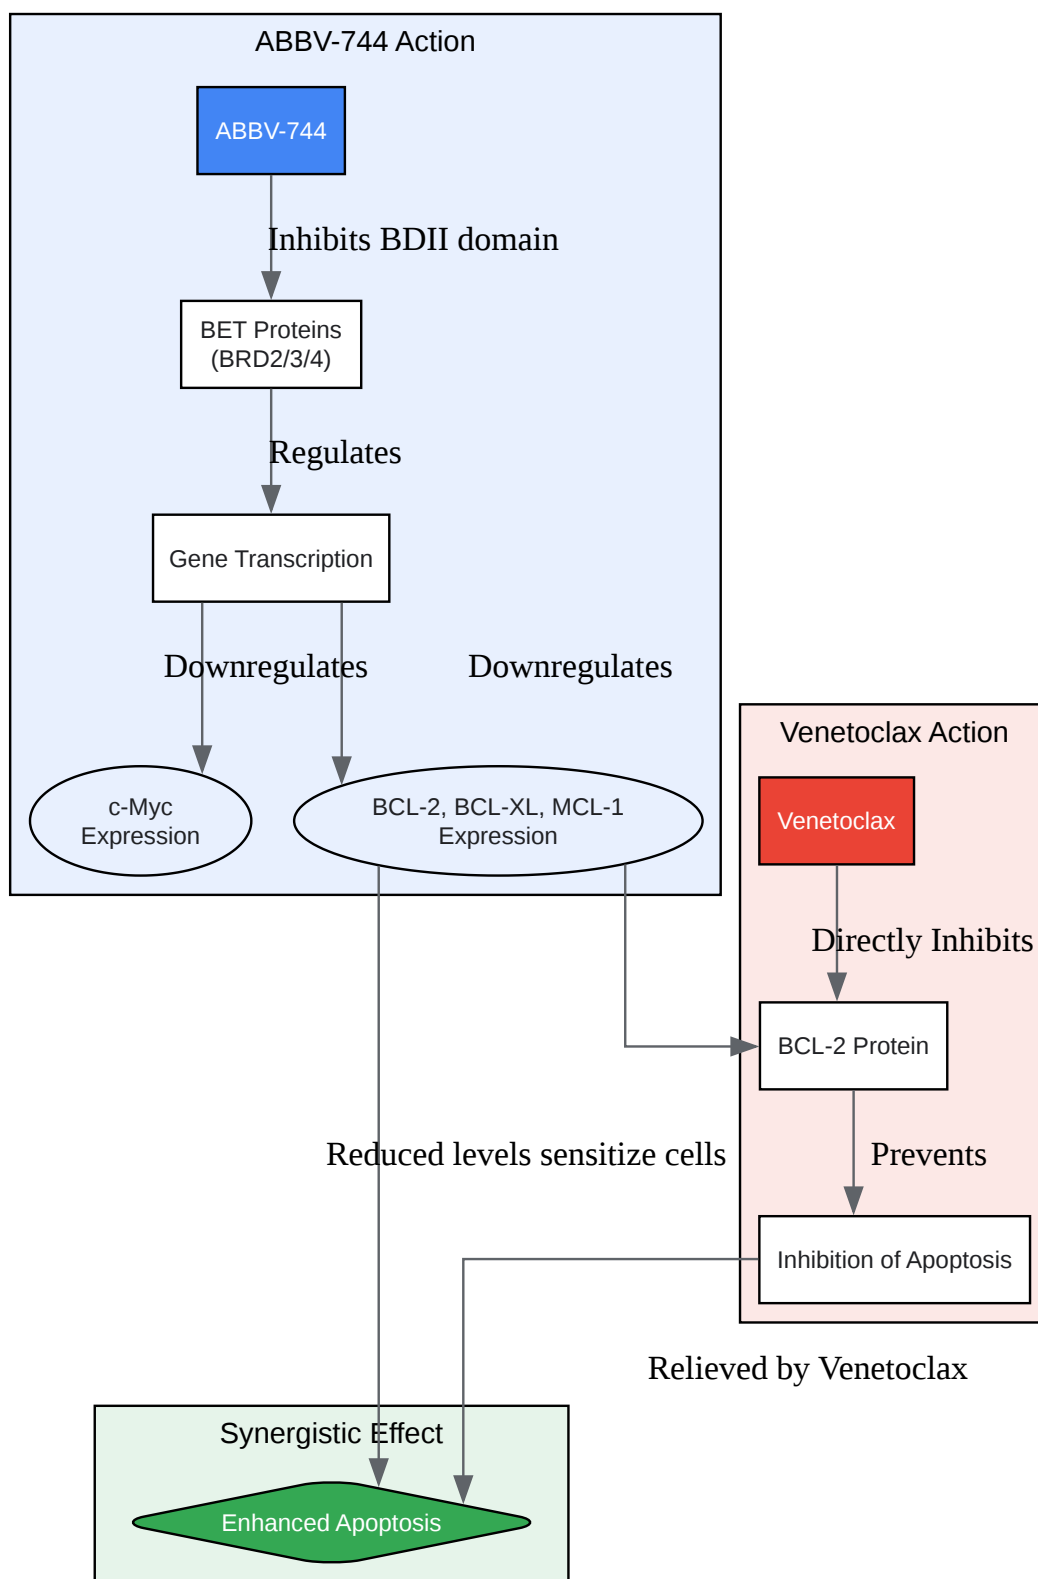 ABBV-744 Action
ABBV-744
Inhibits BDII domain
BET Proteins
(BRD2/3/4)
Regulates
Gene Transcription
Downregulates
Downregulates
c-Myc
Expression
BCL-2, BCL-XL, MCL-1
Expression
Venetoclax Action
Venetoclax
Directly Inhibits
BCL-2 Protein
Reduced levels sensitize cells
Prevents
Inhibition of Apoptosis
Relieved by Venetoclax
Synergistic Effect
Enhanced Apoptosis